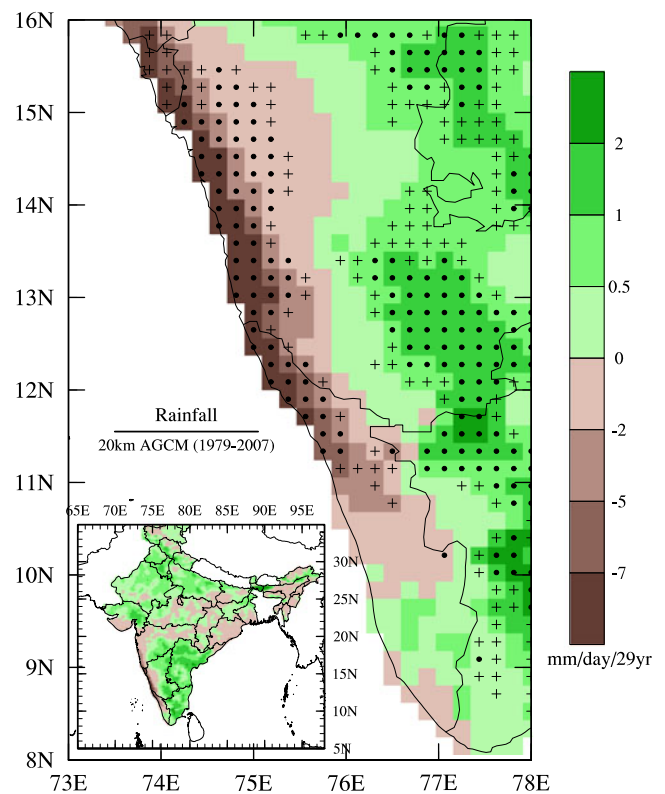 16N
15N
14N
13N
12N
11N
10N
9N
8N
73E 74E 75E 76E 77E 78E
Rainfall
20km AGCM (1979-2007)
65E 70E 75E 80E 85E 90E 95E
30N
25N
20N
15N
10N
5N
2
1
0.5
0
-2
-5
-7
mm/day/29yr